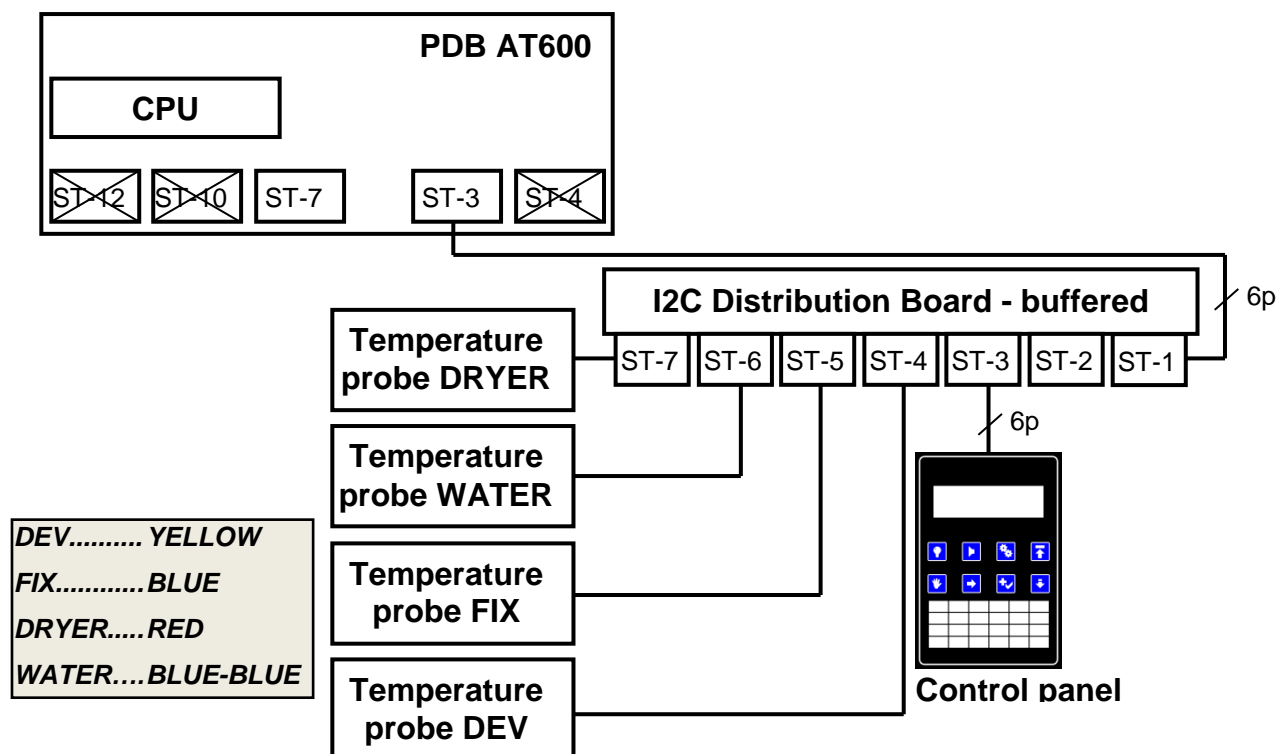 PDB AT600
CPU
ST-12 ST-10 ST-7 ST-3 ST-4
I2C Distribution Board - buffered
6p
ST-7 ST-6 ST-5 ST-4 ST-3 ST-2 ST-1
Temperature
probe DRYER
6p
Temperature
probe WATER
DEV.......... YELLOW
FIX............BLUE
DRYER.....RED
WATER....BLUE-BLUE
Temperature
probe FIX
Temperature
probe DEV
Control panel